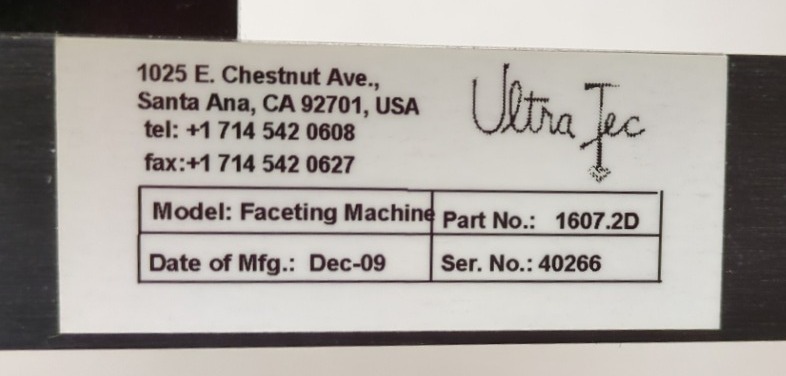 1025 E. Chestnut Ave.,
Santa Ana, CA 92701, USA
tel: +1 714 542 0608
fax:+1 714 542 0627
Ultra Tec
Model: Faceting Machine Part No.: 1607.2D
Date of Mfg.: Dec-09 Ser. No.: 40266